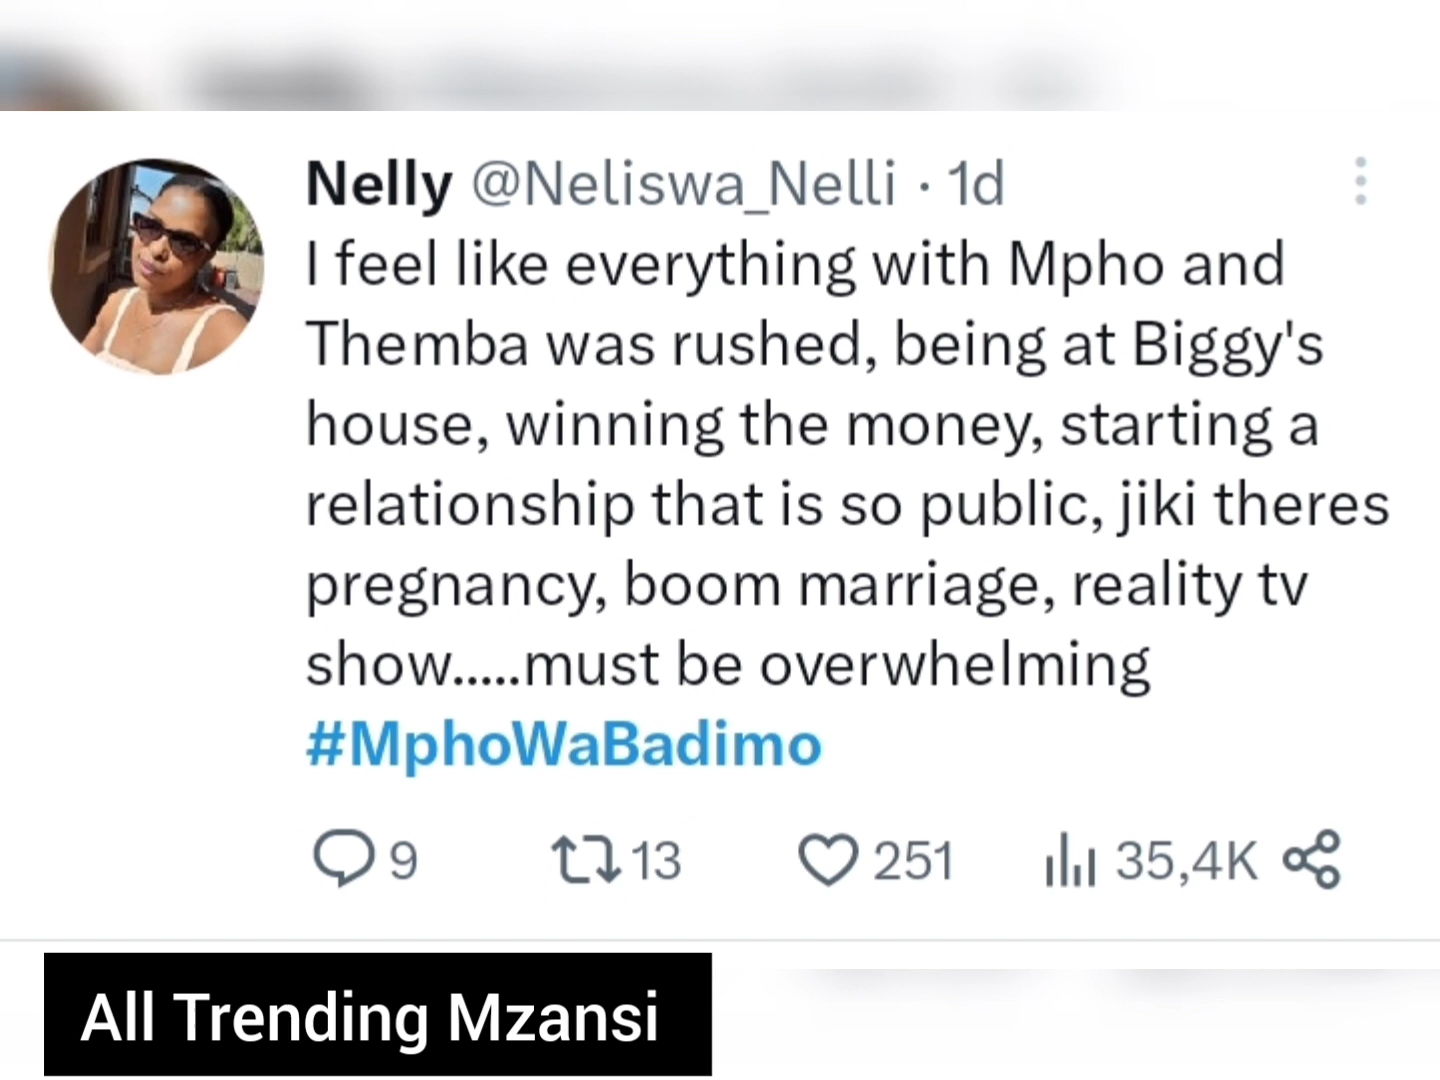 Nelly @Neliswa_Nelli · 1d
I feel like everything with Mpho and
Themba was rushed, being at Biggy's
house, winning the money, starting a
relationship that is so public, jiki theres
pregnancy, boom marriage, reality tv
show.....must be overwhelming
#MphoWaBadimo
9 13 251 35,4K
All Trending Mzansi